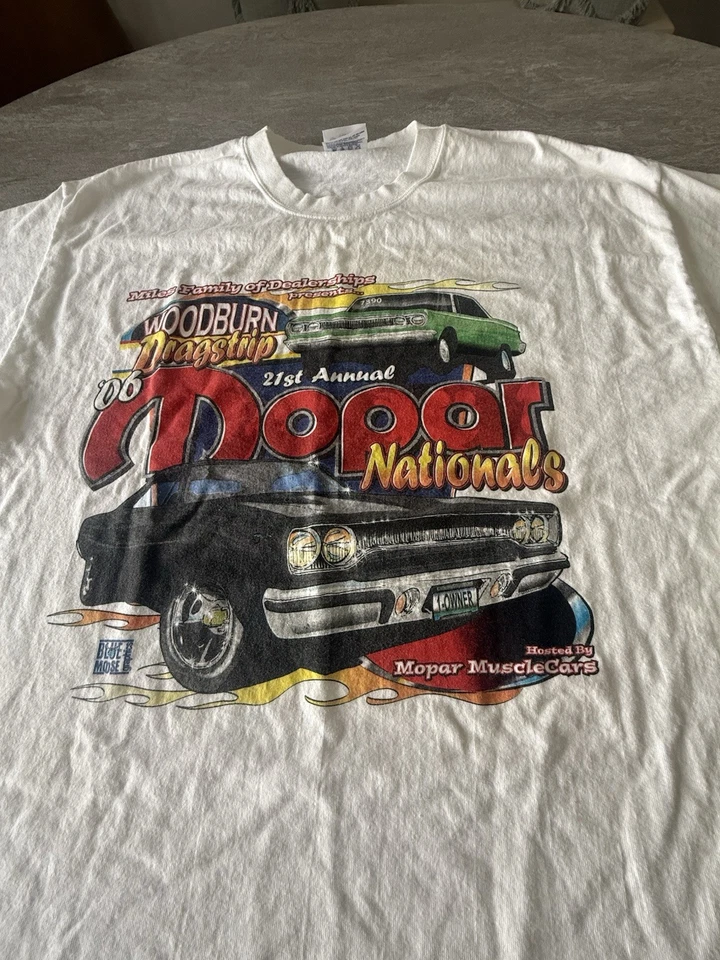 Miles Family of Dealerships
presents...
7390
WOODBURN
Dragstrip
'06
21st Annual
Mopar
Nationals
1-OWNER
BLUE
MOOSE
Hosted By
Mopar MuscleCars